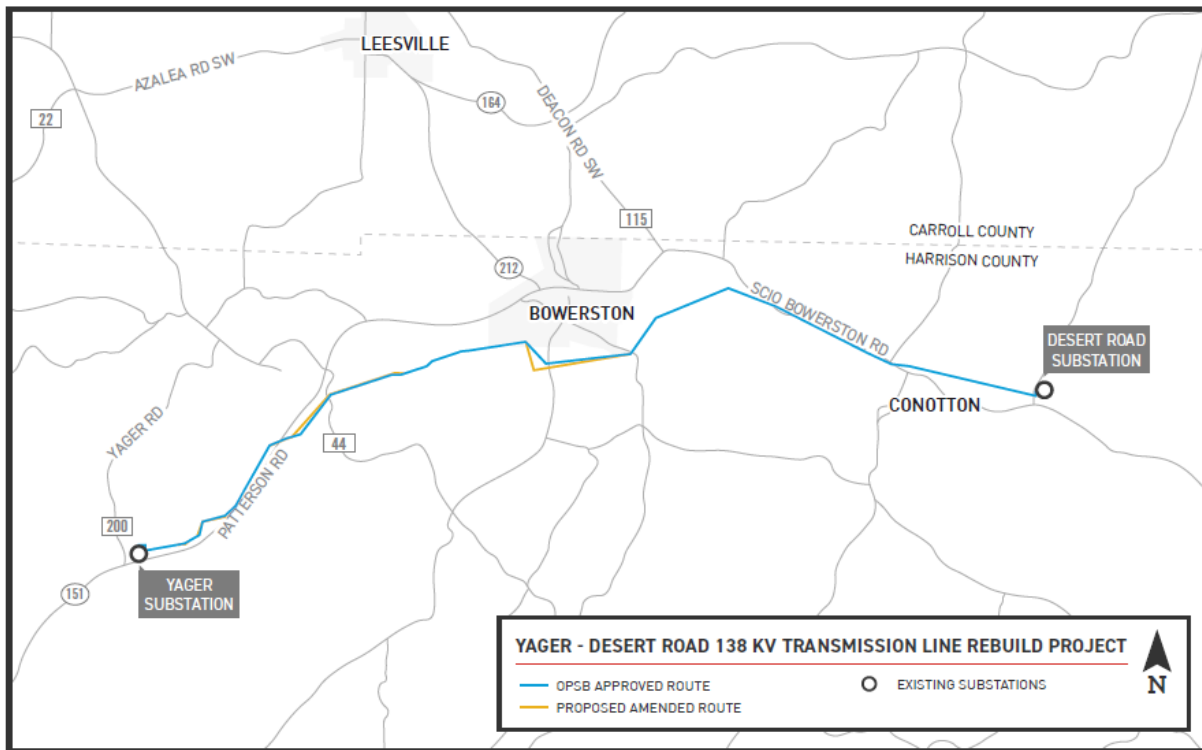 LEESVILLE
AZALEA RD SW
164
DEACON RD SW
22
115
CARROLL COUNTY
HARRISON COUNTY
212
SCIO BOWERSTON RD
BOWERSTON
DESERT ROAD
SUBSTATION
CONOTTON
YAGER RD
44
PATTERSON RD
200
YAGER
SUBSTATION
151
YAGER - DESERT ROAD 138 KV TRANSMISSION LINE REBUILD PROJECT
OPSB APPROVED ROUTE
EXISTING SUBSTATIONS
PROPOSED AMENDED ROUTE
N